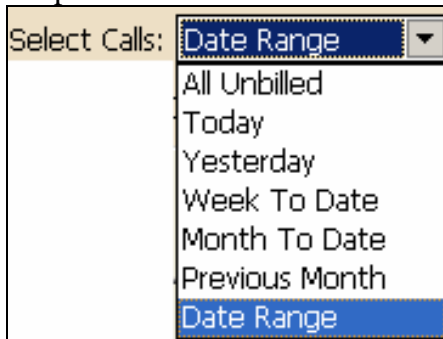 Select Calls: Date Range
All Unbilled
Today
Yesterday
Week To Date
Month To Date
Previous Month
Date Range